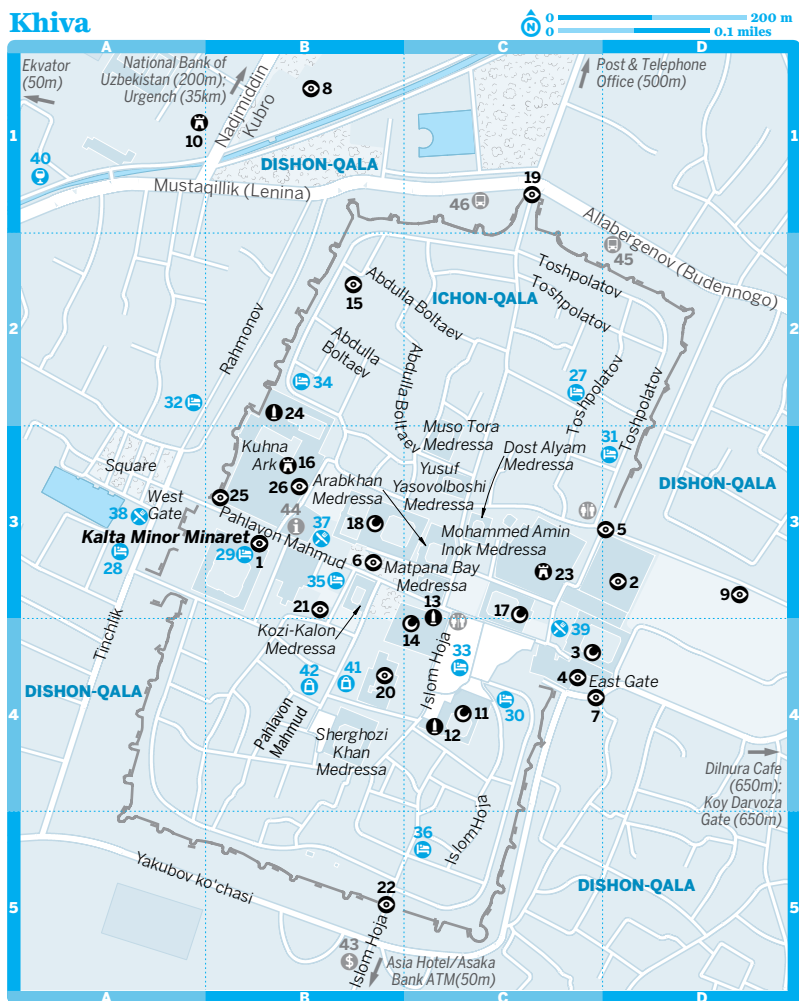 Khiva
N
0 200 m
0 0.1 miles
A B C D
Ekvator
(50m)
National Bank of
Uzbekistan (200m);
Urgench (35km)
Nadjmiddin
Kubro
8
Post & Telephone
Office (500m)
1
1
10
40
DISHON-QALA
Mustaqillik (Lenina)
46
19
Allabergenov (Budennogo)
45
15
Abdulla Boltaev
ICHON-QALA
Toshpolatov
Toshpolatov
2
2
Rahmonov
Abdulla
Boltaev
Abdulla Boltaev
34
27
Toshpolatov
Toshpolatov
32
24
Muso Tora
Medressa
Dost Alyam
Medressa
31
Kuhna
Ark
16
Square
26
Arabkhan
Medressa
Yusuf
Yasovolboshi
Medressa
DISHON-QALA
West
Gate
25
44
38
37
18
3
3
Pahlavon Mahmud
Mohammed Amin
Inok Medressa
5
Kalta Minor Minaret
1
29
28
6
Matpana Bay
Medressa
23
2
35
9
21
13
17
Kozi-Kalon
Medressa
14
39
Tinchlik
Islom Hoja
33
3
DISHON-QALA
42
41
20
4
East Gate
7
30
4
4
11
12
Pahlavon
Mahmud
Sherghozi
Khan
Medressa
Dilnura Cafe
(650m);
Koy Darvoza
Gate (650m)
Islom Hoja
36
Yakubov ko'chasi
22
DISHON-QALA
5
5
Islom Hoja
43
Asia Hotel/Asaka
Bank ATM(50m)
A B C D